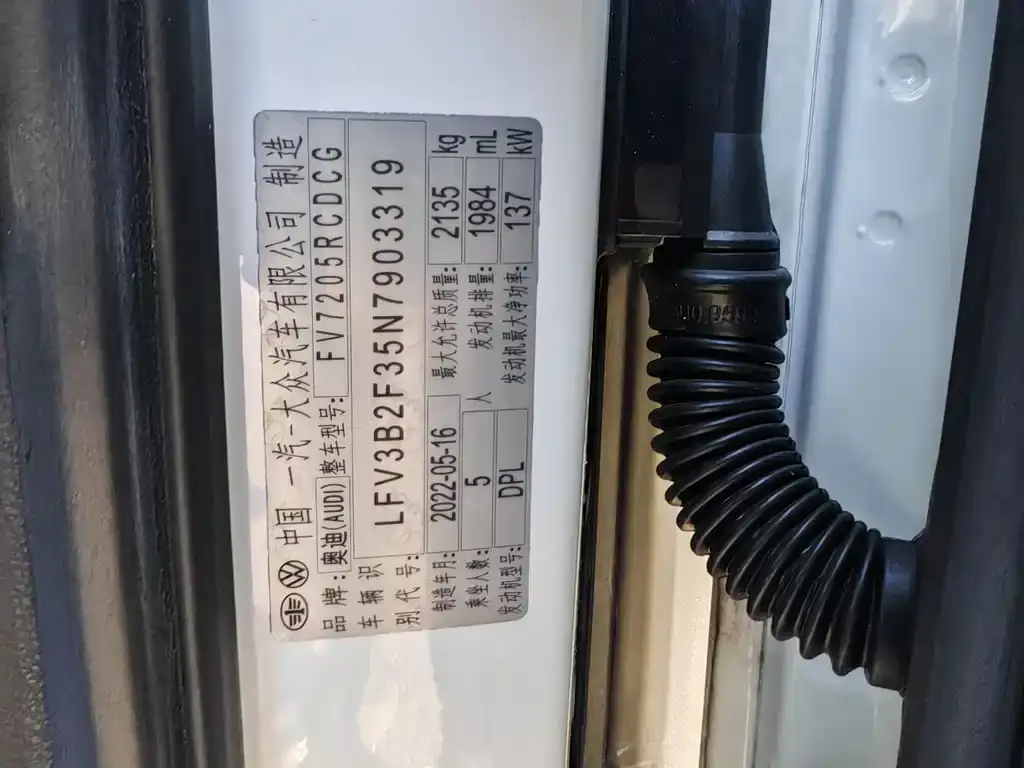 中国 一汽-大众汽车有限公司 制造
品牌:奥迪(AUDI) 整车型号: FV7205RCDCG
车辆识别代号: LFV3B2F35N7903319
制造年月: 2022-05-16 最大允许总质量: 2135 kg
乘坐人数: 5 人 发动机排量: 1984 mL
发动机型号: DPL 发动机最大净功率: 137 kW